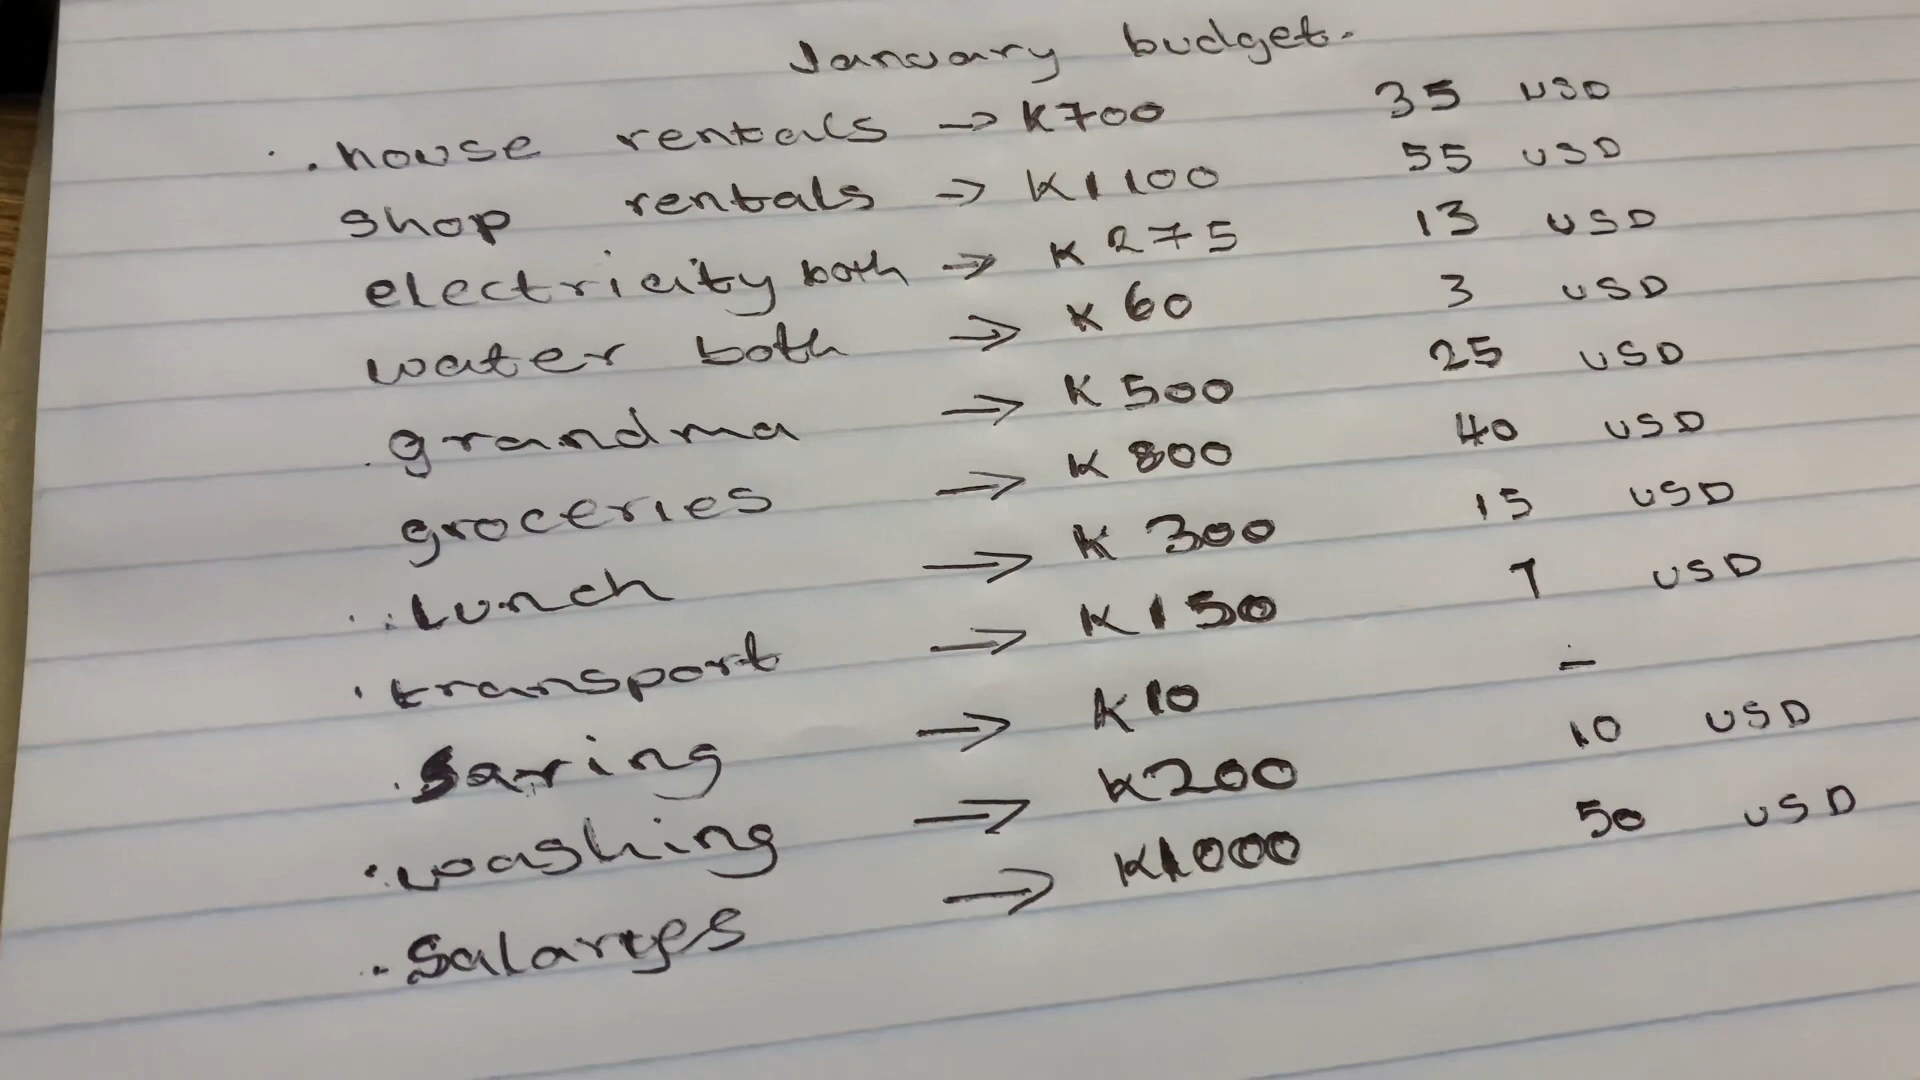 January budget.
house rentals → K700 35 USD
shop rentals → K1100 55 USD
electricity both → K275 13 USD
water both → K60 3 USD
grandma → K500 25 USD
groceries → K800 40 USD
lunch → K300 15 USD
transport → K150 7 USD
saving → K10 -
washing → K200 10 USD
Salaryes → K1000 50 USD